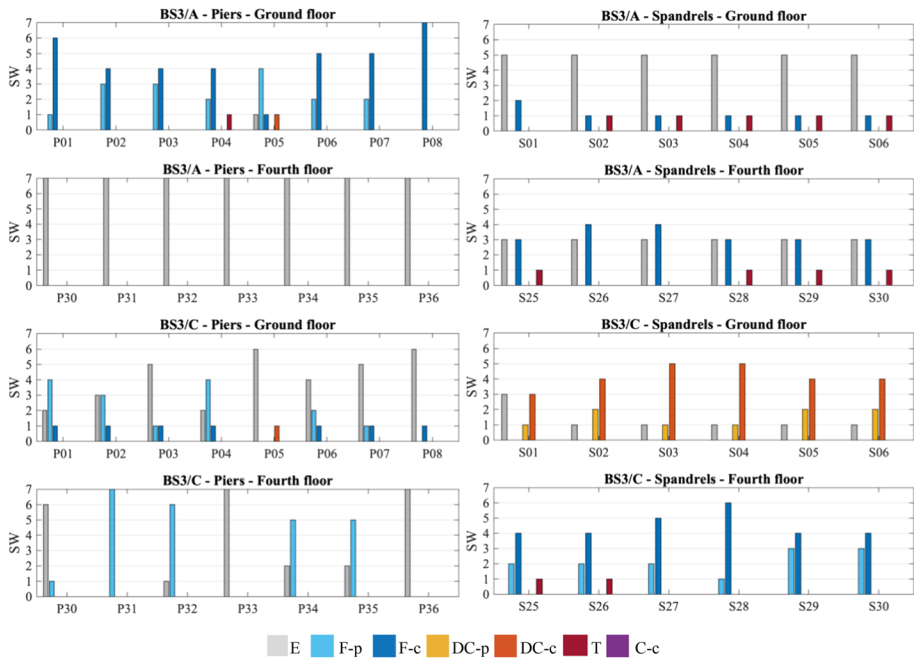 BS3/A - Piers - Ground floor
7
6
5
4
3
2
1
0
SW
P01 P02 P03 P04 P05 P06 P07 P08
BS3/A - Spandrels - Ground floor
7
6
5
4
3
2
1
0
SW
S01 S02 S03 S04 S05 S06
BS3/A - Piers - Fourth floor
7
6
5
4
3
2
1
0
SW
P30 P31 P32 P33 P34 P35 P36
BS3/A - Spandrels - Fourth floor
7
6
5
4
3
2
1
0
SW
S25 S26 S27 S28 S29 S30
BS3/C - Piers - Ground floor
7
6
5
4
3
2
1
0
SW
P01 P02 P03 P04 P05 P06 P07 P08
BS3/C - Spandrels - Ground floor
7
6
5
4
3
2
1
0
SW
S01 S02 S03 S04 S05 S06
BS3/C - Piers - Fourth floor
7
6
5
4
3
2
1
0
SW
P30 P31 P32 P33 P34 P35 P36
BS3/C - Spandrels - Fourth floor
7
6
5
4
3
2
1
0
SW
S25 S26 S27 S28 S29 S30
E F-p F-c DC-p DC-c T C-c